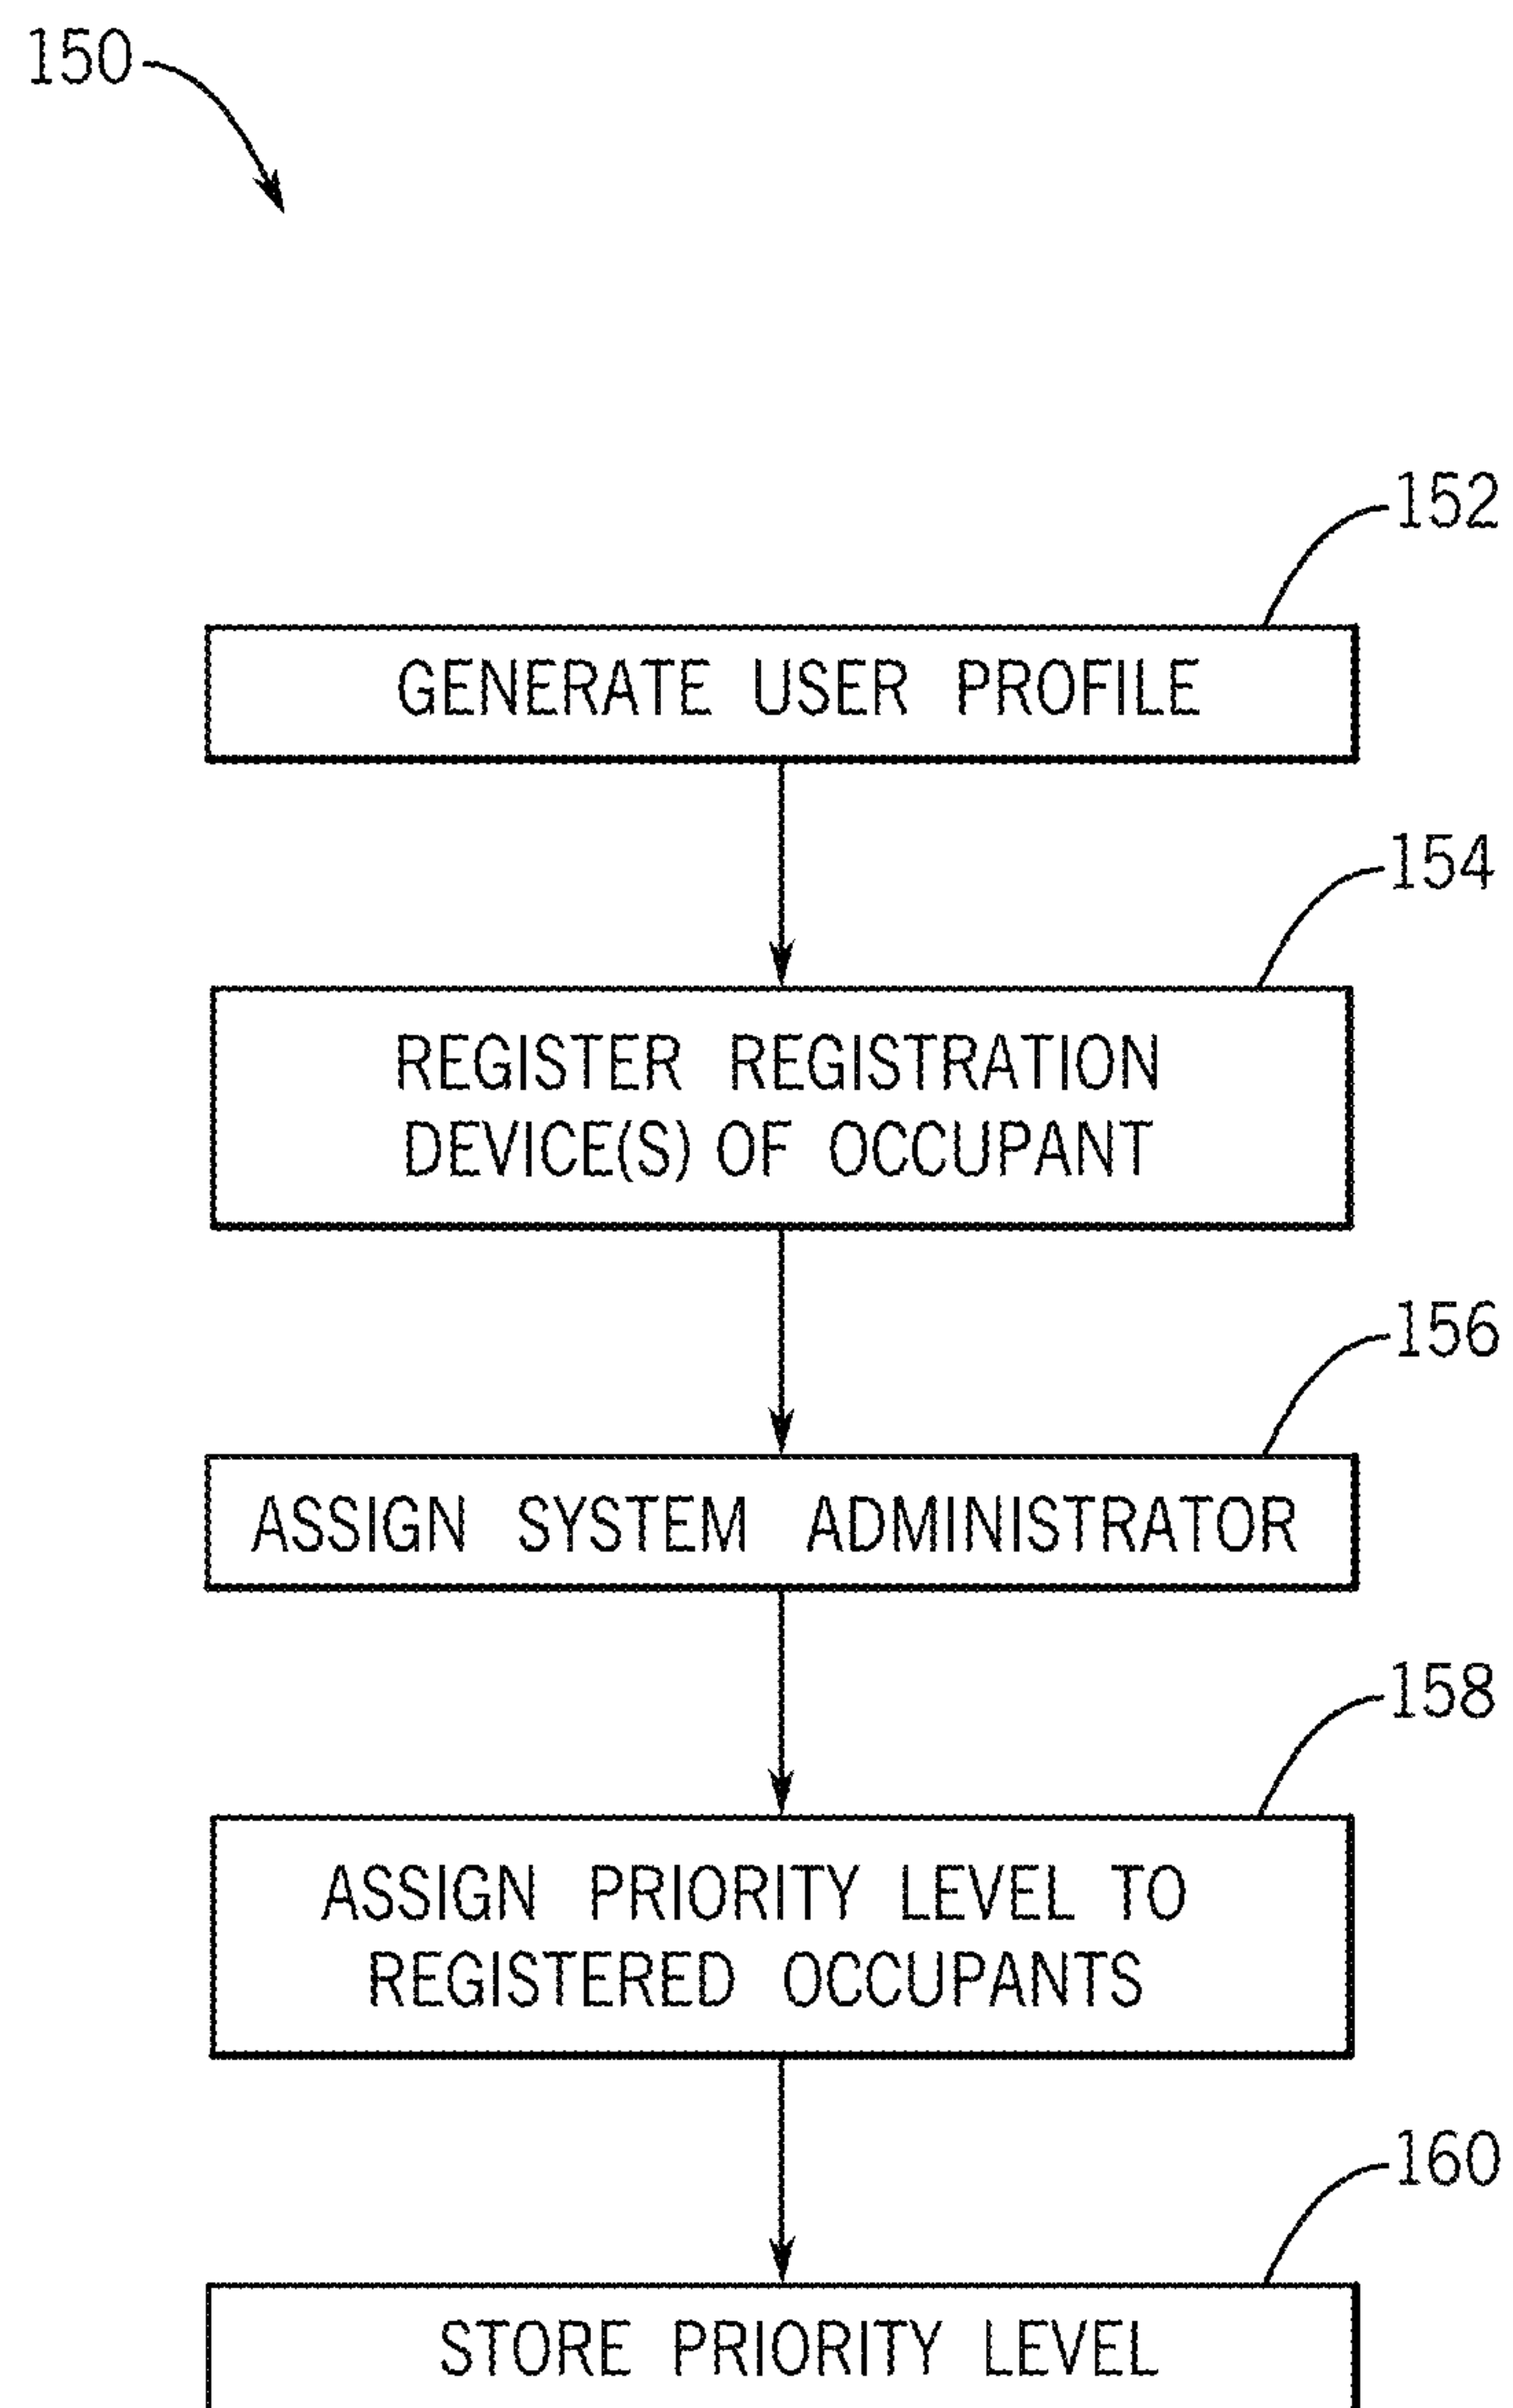 150
152
GENERATE USER PROFILE
154
REGISTER REGISTRATION
DEVICE(S) OF OCCUPANT
156
ASSIGN SYSTEM ADMINISTRATOR
158
ASSIGN PRIORITY LEVEL TO
REGISTERED OCCUPANTS
160
STORE PRIORITY LEVEL